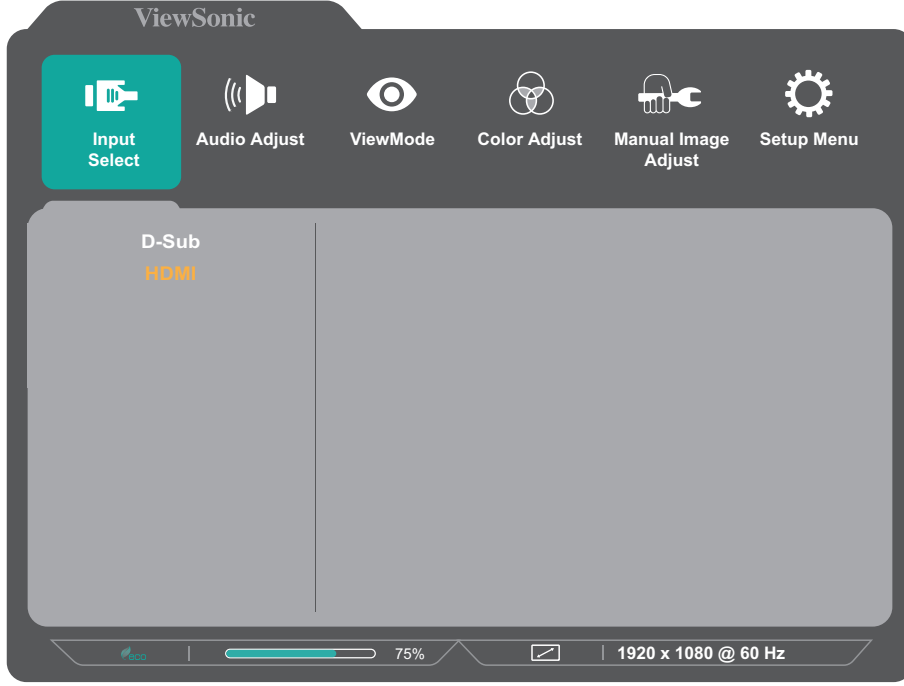 ViewSonic
Input Select
Audio Adjust
ViewMode
Color Adjust
Manual Image Adjust
Setup Menu
D-Sub
HDMI
eco
75%
1920 x 1080 @ 60 Hz